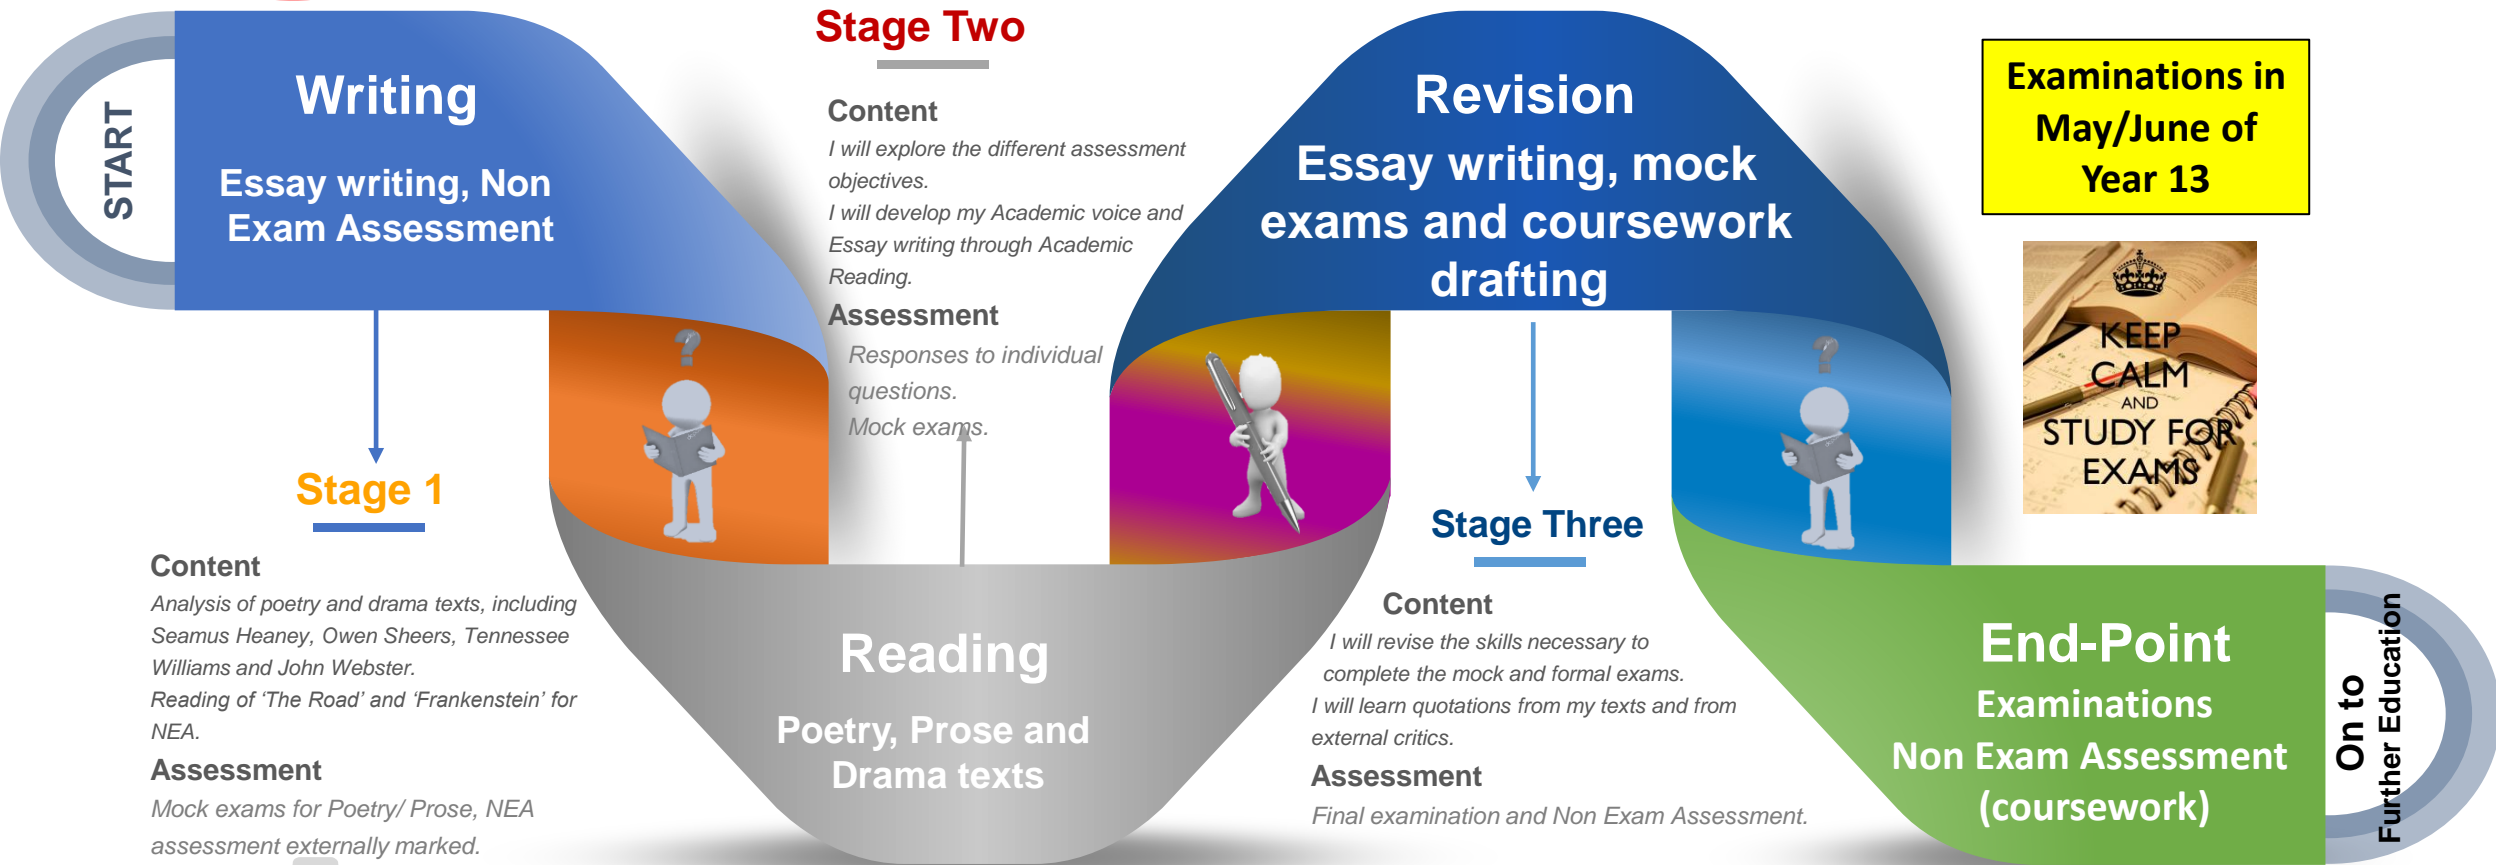 START
Writing
Essay writing, Non
Exam Assessment
Stage 1
Content
Analysis of poetry and drama texts, including
Seamus Heaney, Owen Sheers, Tennessee
Williams and John Webster.
Reading of ‘The Road’ and ‘Frankenstein’ for
NEA.
Assessment
Mock exams for Poetry/ Prose, NEA
assessment externally marked.
Stage Two
Content
I will explore the different assessment
objectives.
I will develop my Academic voice and
Essay writing through Academic
Reading.
Assessment
Responses to individual
questions.
Mock exams.
Reading
Poetry, Prose and
Drama texts
Revision
Essay writing, mock
exams and coursework
drafting
Stage Three
Content
I will revise the skills necessary to
complete the mock and formal exams.
I will learn quotations from my texts and from
external critics.
Assessment
Final examination and Non Exam Assessment.
Examinations in
May/June of
Year 13
KEEP
CALM
AND
STUDY FOR
EXAMS
End-Point
Examinations
Non Exam Assessment
(coursework)
On to
Further Education